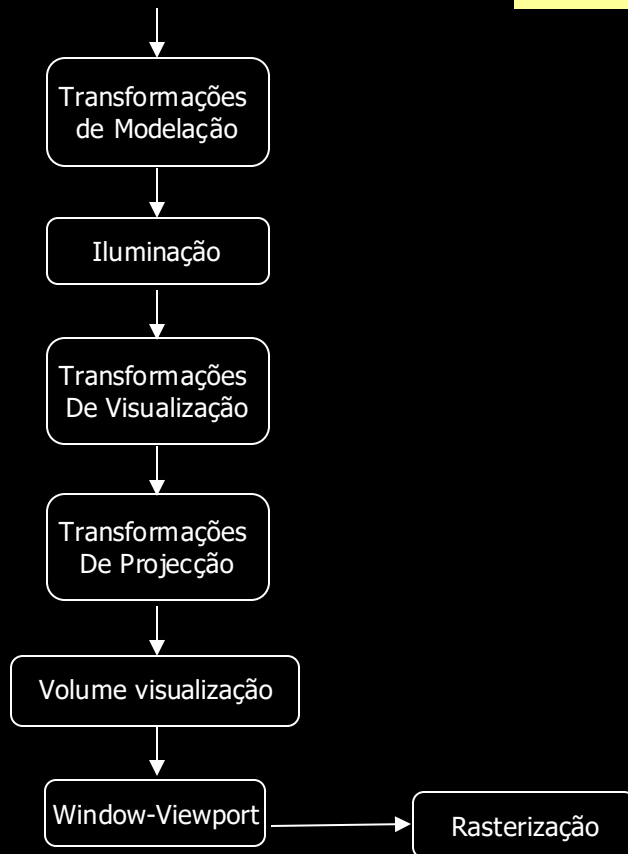 Transformações
de Modelação
Iluminação
Transformações
De Visualização
Transformações
De Projecção
Volume visualização
Window-Viewport
Rasterização